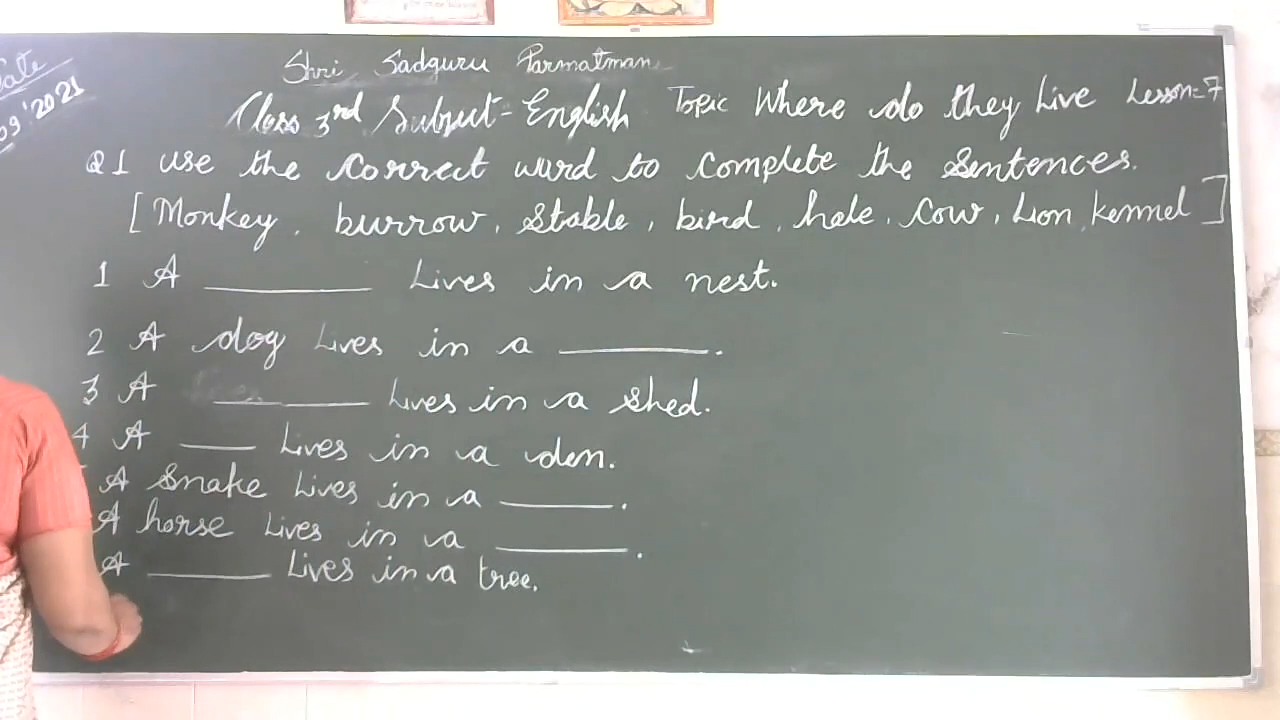 Date
09 '2021
Shri Sadguru Parmatman
Class 3rd Subject - English Topic Where do they Live Lesson-7
Q1 Use the correct word to complete the Sentences.
[Monkey, burrow, Stable, bird, hole, Cow, Lion, kennel]
1 A ______ Lives in a nest.
2 A dog Lives in a ______.
3 A ______ Lives in a shed.
4 A ____ Lives in a den.
A Snake Lives in a ______.
A horse Lives in a ______.
A ______ Lives in a tree.